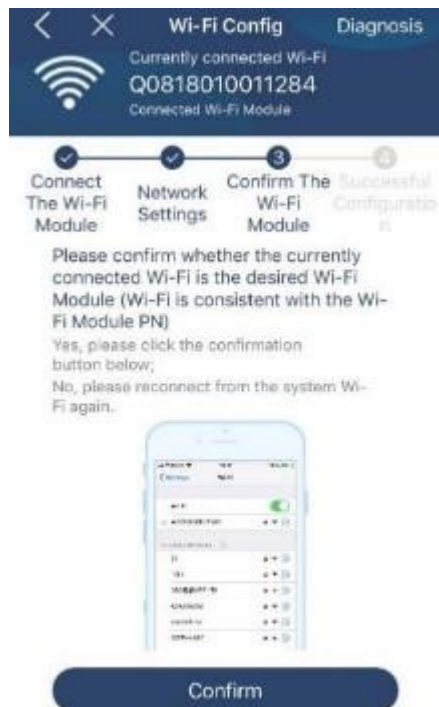 Wi-Fi Config
Diagnosis
Currently connected Wi-Fi
Q0818010011284
Connected Wi-Fi Module
3
4
Connect
The Wi-Fi
Module
Network
Settings
Confirm The
Wi-Fi
Module
Successful
Configuratio
n
Please confirm whether the currently
connected Wi-Fi is the desired Wi-Fi
Module (Wi-Fi is consistent with the Wi-
Fi Module PN)
Yes, please click the confirmation
button below;
No, please reconnect from the system Wi-
Fi again.
Confirm